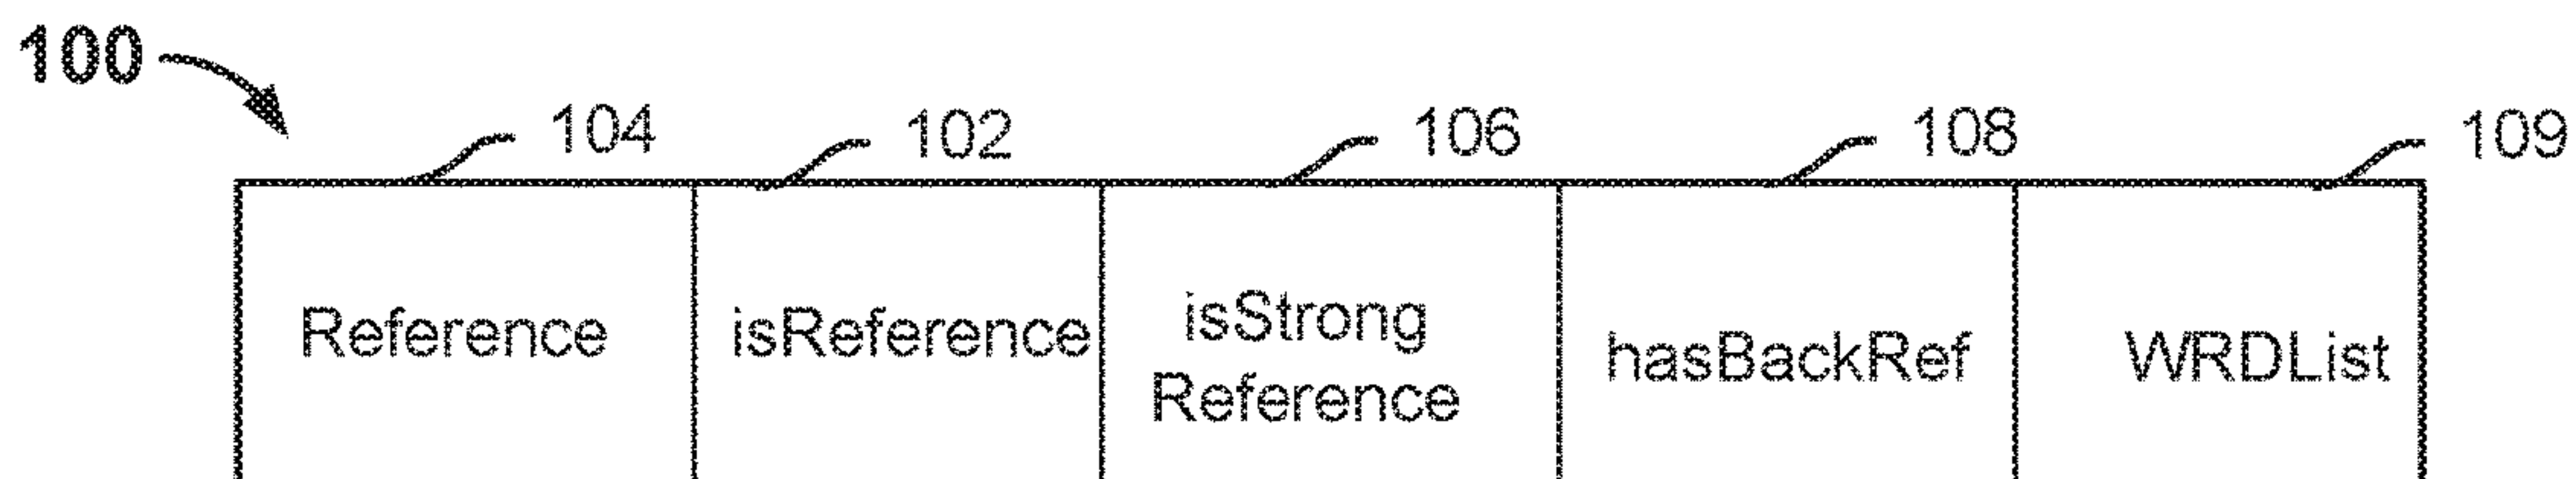 100
104 102 106 108 109
Reference isReference isStrong Reference hasBackRef WRDList